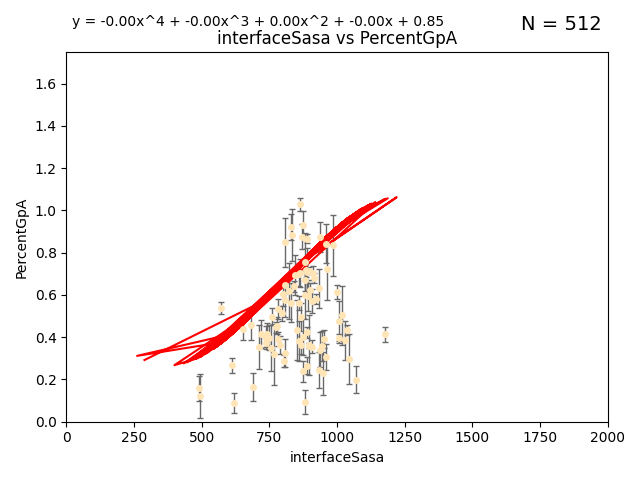 y = -0.00x^4 + -0.00x^3 + 0.00x^2 + -0.00x + 0.85
N = 512
interfaceSasa vs PercentGpA
1.6
1.4
1.2
1.0
0.8
0.6
0.4
0.2
0.0
PercentGpA
0 250 500 750 1000 1250 1500 1750 2000
interfaceSasa